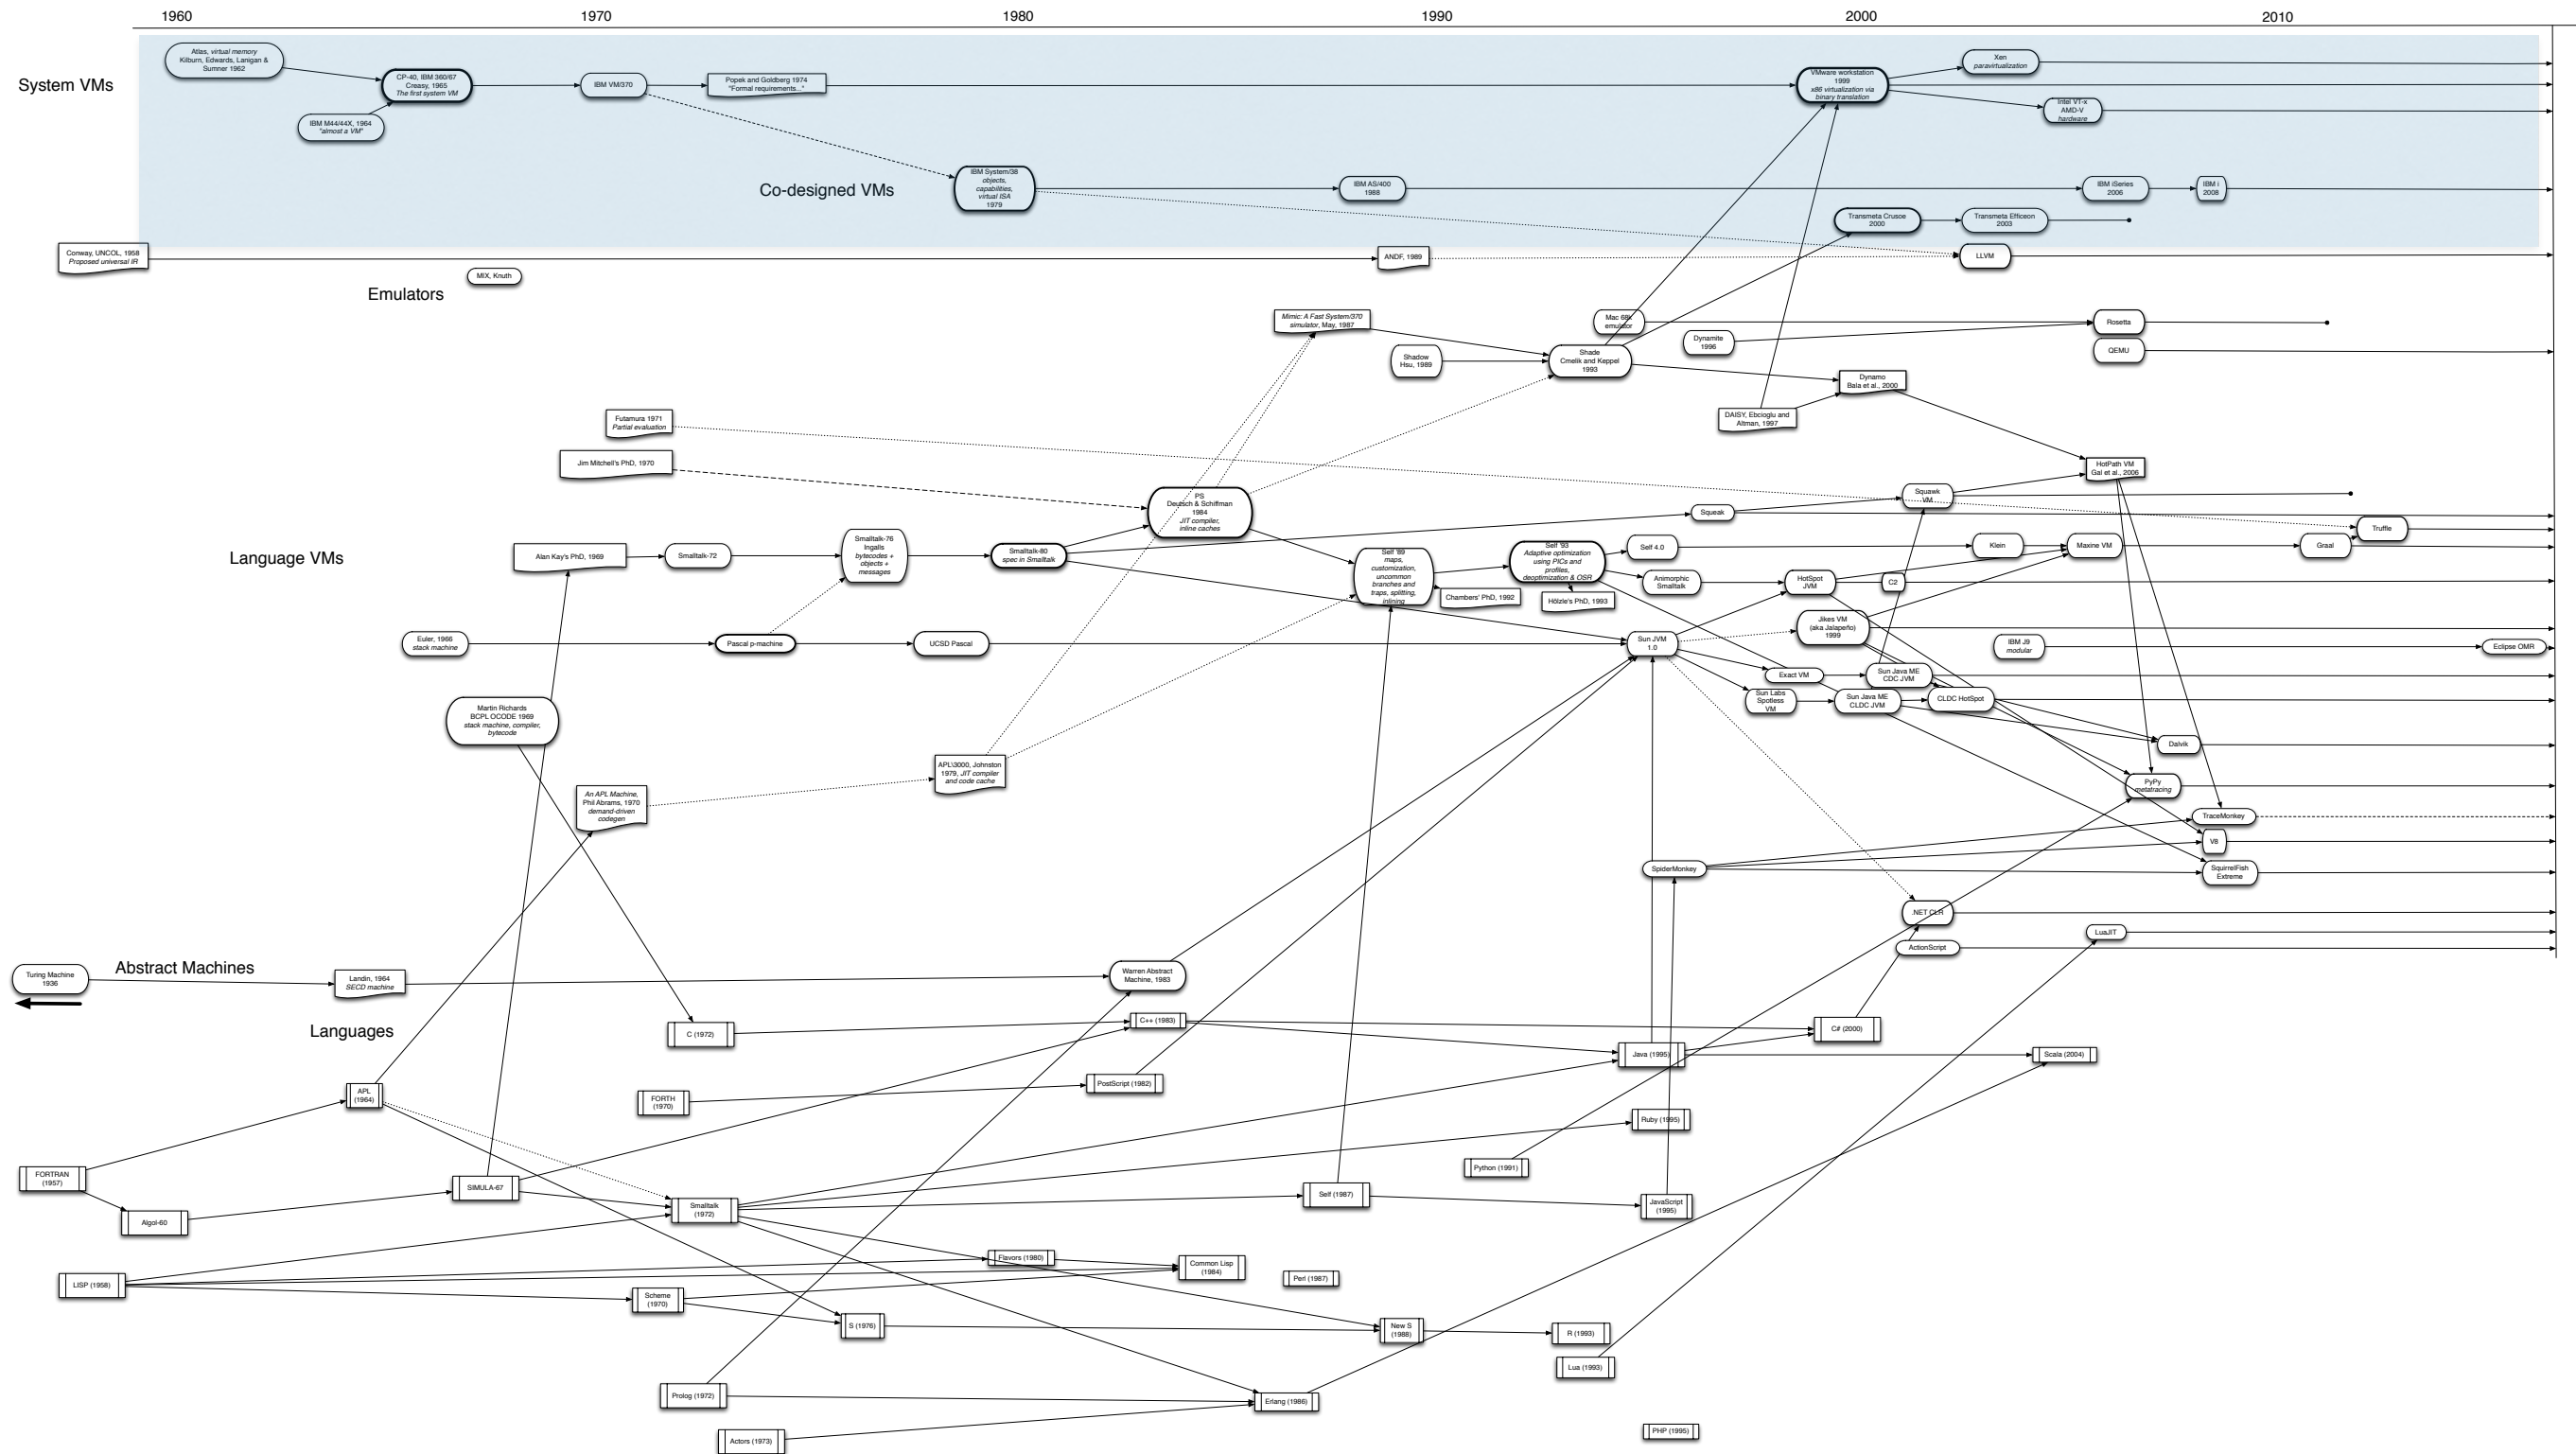 1960
1970
1980
1990
2000
2010
System VMs
Atlas, virtual memory
Kilburn, Edwards, Lanigan &
Sumner 1962
CP-40, IBM 360/67
Creasy, 1965
The first system VM
IBM M44/44X, 1964
"almost a VM"
IBM VM/370
Popek and Goldberg 1974
"Formal requirements..."
VMware workstation
1999
x86 virtualization via
binary translation
Xen
paravirtualization
Intel VT-x
AMD-V
hardware
Co-designed VMs
IBM System/38
objects,
capabilities,
virtual ISA
1979
IBM AS/400
1988
IBM iSeries
2006
IBM i
2008
Transmeta Crusoe
2000
Transmeta Efficeon
2003
Conway, UNCOL, 1958
Proposed universal IR
ANDF, 1989
LLVM
MIX, Knuth
Emulators
Mimic: A Fast System/370
simulator, May, 1987
Shadow
Hsu, 1989
Shade
Cmelik and Keppel
1993
Mac 68k
emulator
Dynamite
1996
Rosetta
QEMU
Dynamo
Bala et al., 2000
DAISY, Ebcioglu and
Altman, 1997
Futamura 1971
Partial evaluation
Jim Mitchell's PhD, 1970
HotPath VM
Gal et al., 2006
PS
Deutsch & Schiffman
1984
JIT compiler,
inline caches
Squeak
Squawk
VM
Truffle
Language VMs
Alan Kay's PhD, 1969
Smalltalk-72
Smalltalk-76
Ingalls
bytecodes +
objects +
messages
Smalltalk-80
spec in Smalltalk
Self '89
maps,
customization,
uncommon
branches and
traps, splitting,
inlining
Self '93
Adaptive optimization
using PICs and
profiles,
deoptimization & OSR
Self 4.0
Klein
Maxine VM
Graal
Chambers' PhD, 1992
Hölzle's PhD, 1993
Animorphic
Smalltalk
HotSpot
JVM
C2
Euler, 1966
stack machine
Pascal p-machine
UCSD Pascal
Sun JVM
1.0
Jikes VM
(aka Jalapeño)
1999
IBM J9
modular
Eclipse OMR
Exact VM
Sun Java ME
CDC JVM
Sun Labs
Spotless
VM
Sun Java ME
CLDC JVM
CLDC HotSpot
Martin Richards
BCPL OCODE 1969
stack machine, compiler,
bytecode
Dalvik
APL\3000, Johnston
1979, JIT compiler
and code cache
An APL Machine,
Phil Abrams, 1970
demand-driven
codegen
PyPy
metatracing
TraceMonkey
V8
SpiderMonkey
SquirrelFish
Extreme
.NET CLR
LuaJIT
ActionScript
Abstract Machines
Turing Machine
1936
Landin, 1964
SECD machine
Warren Abstract
Machine, 1983
Languages
C (1972)
C++ (1983)
C# (2000)
Java (1995)
Scala (2004)
APL
(1964)
FORTH
(1970)
PostScript (1982)
Ruby (1995)
FORTRAN
(1957)
Algol-60
SIMULA-67
Smalltalk
(1972)
Self (1987)
Python (1991)
JavaScript
(1995)
LISP (1958)
Flavors (1980)
Common Lisp
(1984)
Perl (1987)
Scheme
(1970)
S (1976)
New S
(1988)
R (1993)
Lua (1993)
Prolog (1972)
Erlang (1986)
Actors (1973)
PHP (1995)